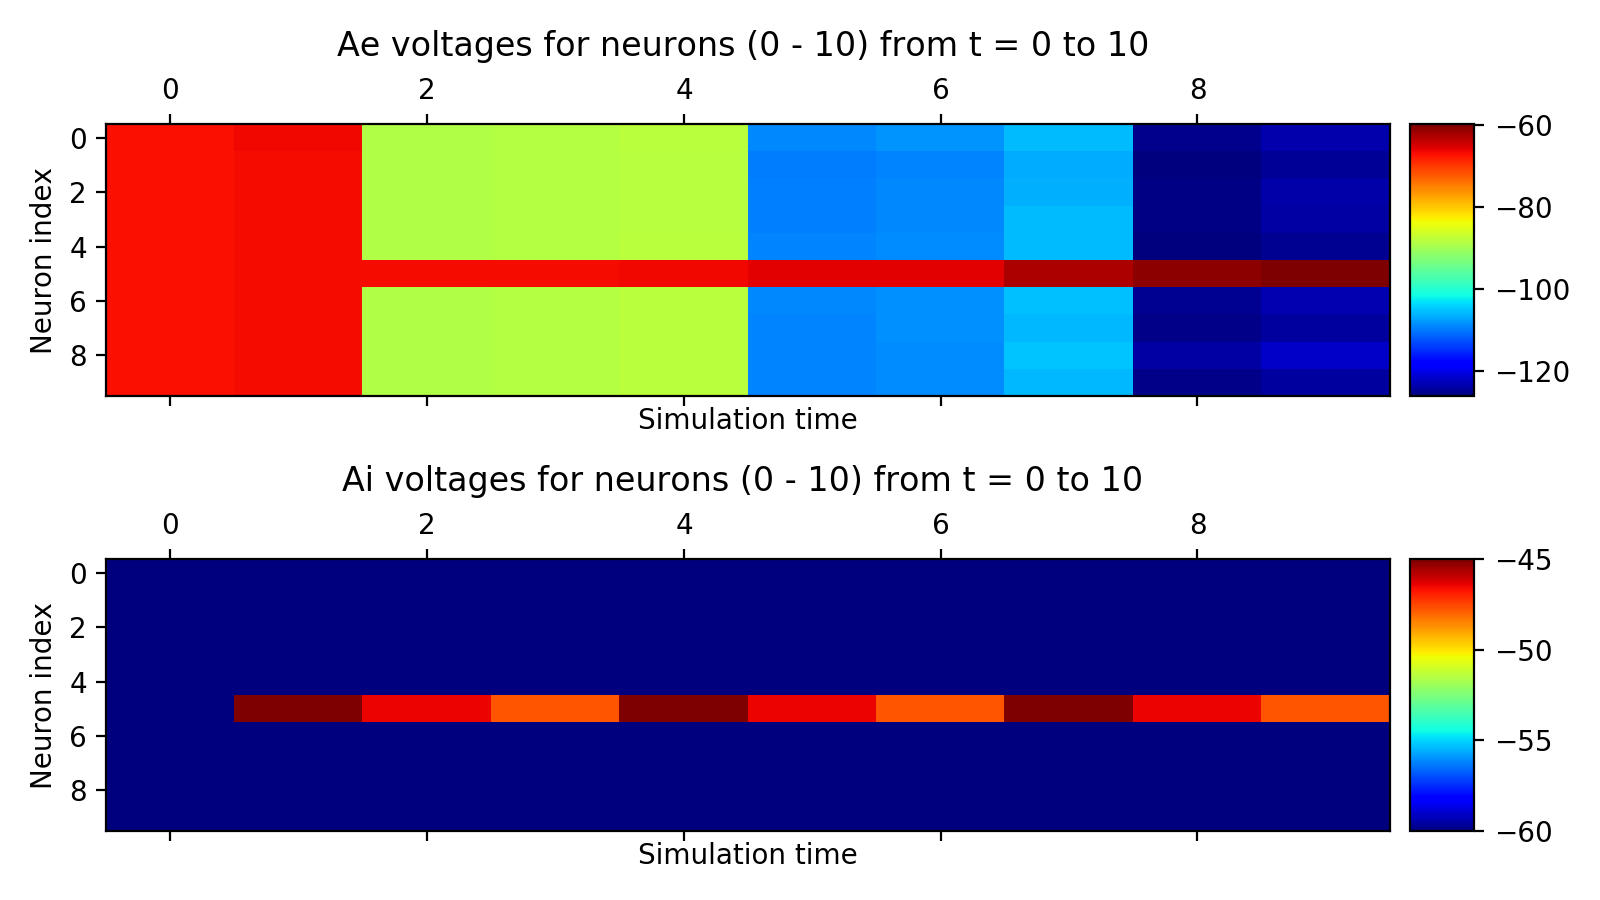 Ae voltages for neurons (0 - 10) from t = 0 to 10
0 2 4 6 8
Neuron index
0
2
4
6
8
Simulation time
−60
−80
−100
−120
Ai voltages for neurons (0 - 10) from t = 0 to 10
0 2 4 6 8
Neuron index
0
2
4
6
8
Simulation time
−45
−50
−55
−60